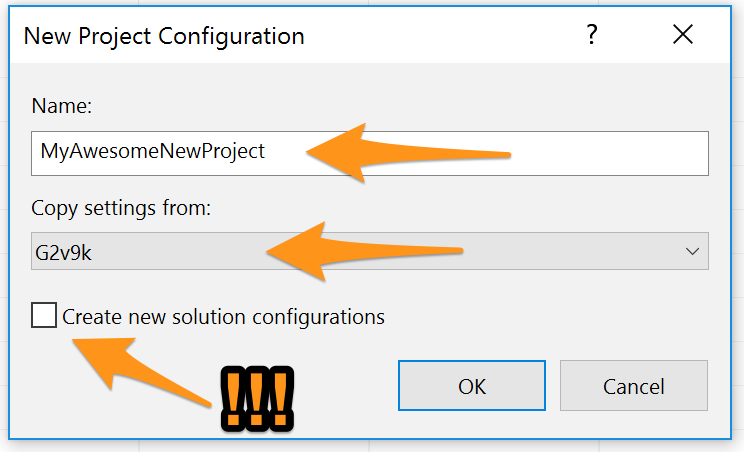 New Project Configuration ?
Name:
MyAwesomeNewProject
Copy settings from:
G2v9k
Create new solution configurations
!!!
OK Cancel